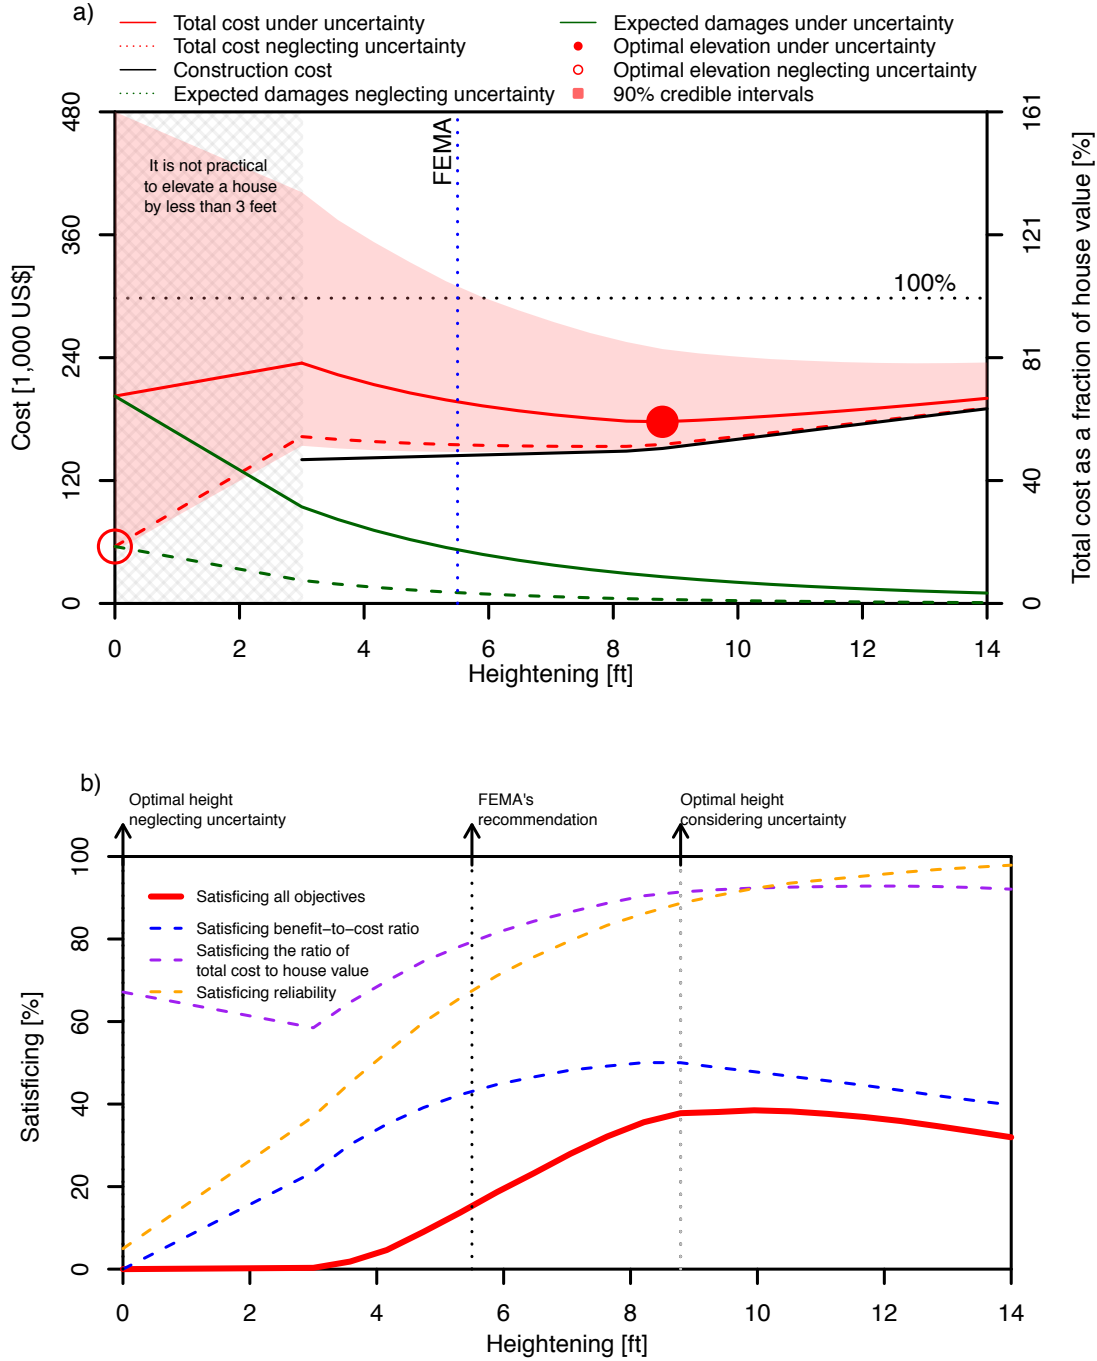 a)
Total cost under uncertainty
Total cost neglecting uncertainty
Construction cost
Expected damages neglecting uncertainty
Expected damages under uncertainty
Optimal elevation under uncertainty
Optimal elevation neglecting uncertainty
90% credible intervals
480
360
240
120
0
Cost [1,000 US$]
It is not practical
to elevate a house
by less than 3 feet
FEMA
100%
161
121
81
40
0
Total cost as a fraction of house value [%]
0 2 4 6 8 10 12 14
Heightening [ft]
b)
Optimal height
neglecting uncertainty
FEMA's
recommendation
Optimal height
considering uncertainty
100
80
60
40
20
0
Satisficing [%]
Satisficing all objectives
Satisficing benefit−to−cost ratio
Satisficing the ratio of
total cost to house value
Satisficing reliability
0 2 4 6 8 10 12 14
Heightening [ft]